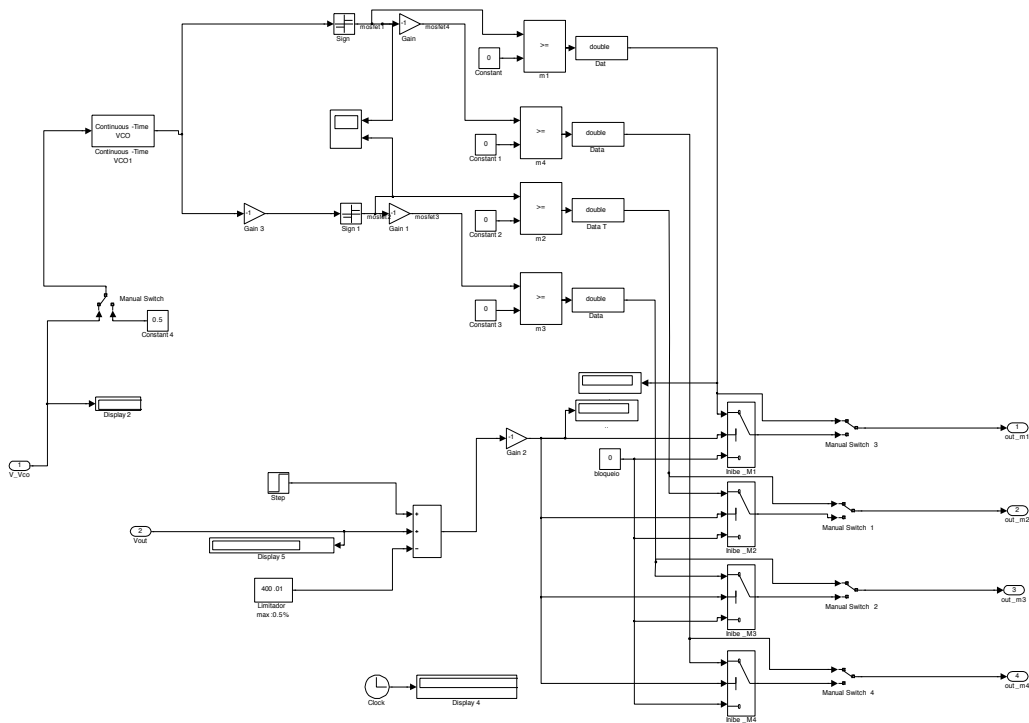 Sign
mosfet1
-1
mosfet4
Gain
0
Constant
>=
m1
double
Dat
Continuous -Time
VCO
Continuous -Time
VCO1
0
Constant 1
>=
m4
double
Data
-1
Gain 3
Sign 1
mosfet2
-1
mosfet3
Gain 1
0
Constant 2
>=
m2
double
Data T
Manual Switch
0.5
Constant 4
0
Constant 3
>=
m3
double
Data
Display 2
..
-1
Gain 2
0
bloqueio
Inibe _M1
Manual Switch 3
1
out_m1
1
V_Vco
Step
+
+
−
2
Vout
Display 5
400 .01
Limitador
max :0.5%
Inibe _M2
Manual Switch 1
2
out_m2
Inibe _M3
Manual Switch 2
3
out_m3
Clock
Display 4
Inibe _M4
Manual Switch 4
4
out_m4